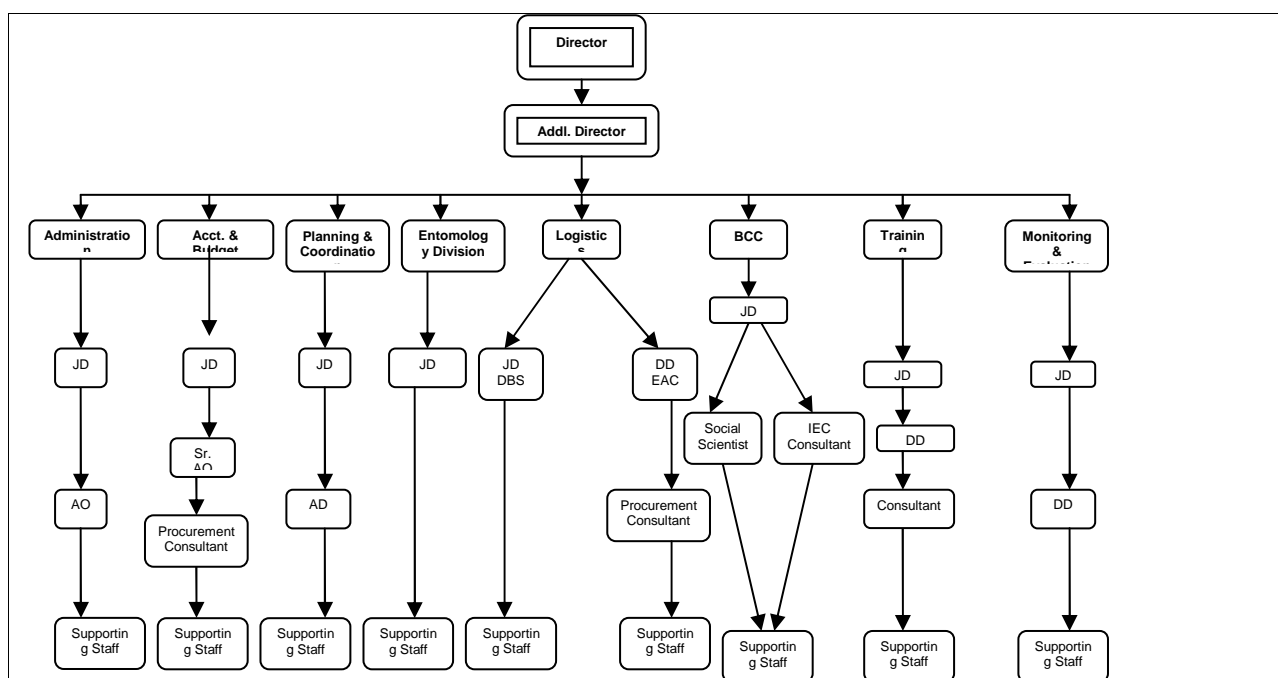 Director
Addl. Director
Administratio
n
Acct. &
Budget
Planning &
Coordinatio
n
Entomolog
y Division
Logistic
s
BCC
Trainin
g
Monitoring
&
Evaluation
JD
JD
JD
JD
JD
DBS
DD
EAC
JD
JD
JD
Social
Scientist
IEC
Consultant
DD
Sr.
AO
AO
AD
Procurement
Consultant
Procurement
Consultant
Consultant
DD
Supportin
g Staff
Supportin
g Staff
Supportin
g Staff
Supportin
g Staff
Supportin
g Staff
Supportin
g Staff
Supportin
g Staff
Supportin
g Staff
Supportin
g Staff